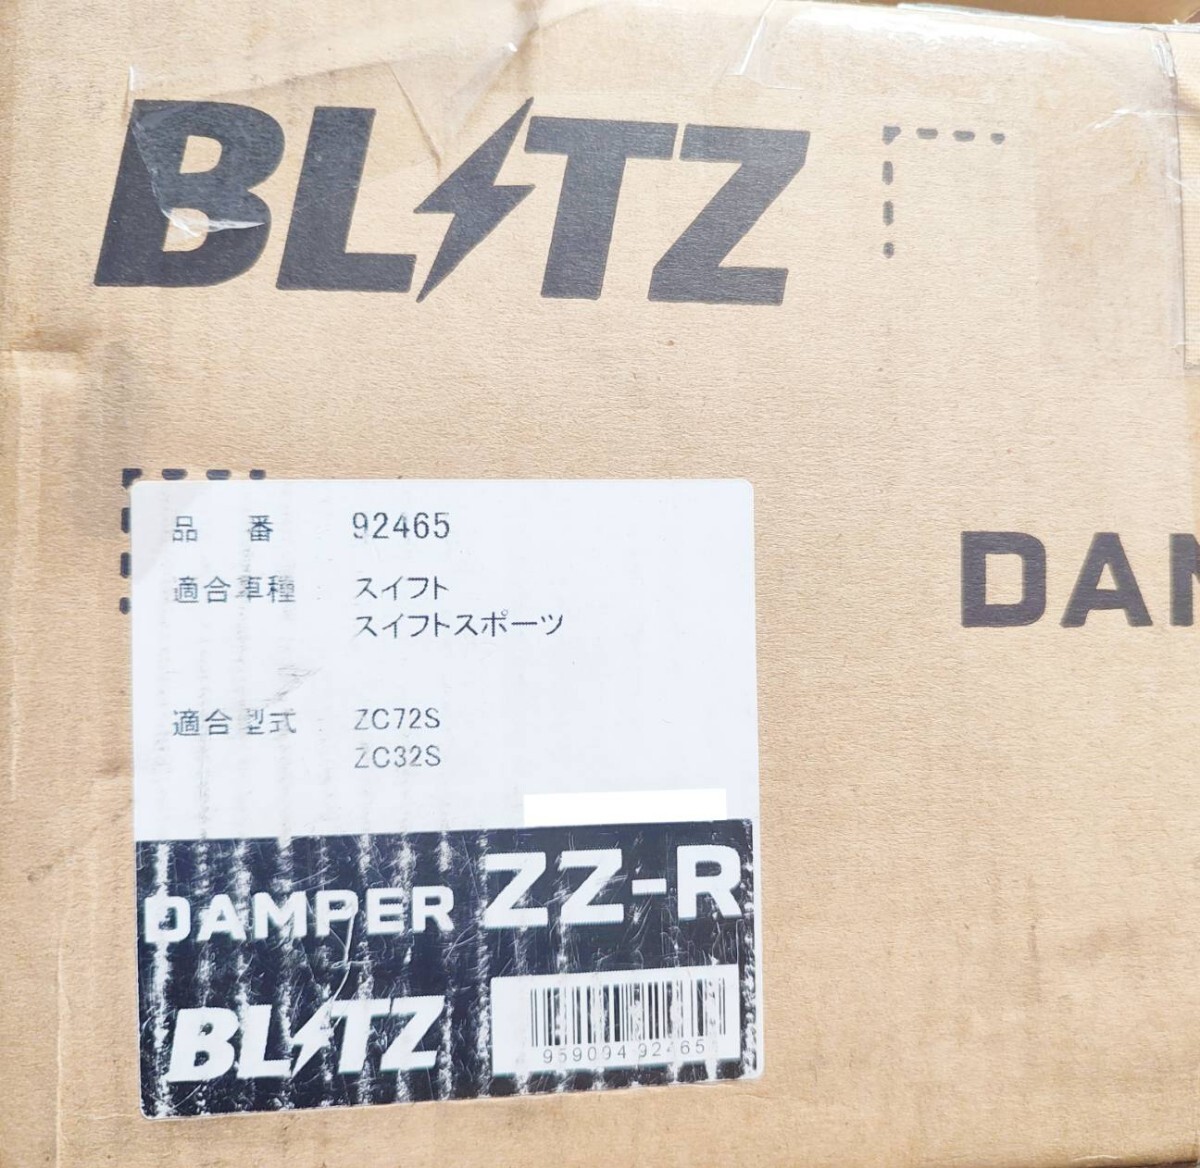 BLITZ
品 番 92465
適合車種 スイフト
スイフトスポーツ
DAM
適合型式 ZC72S
ZC32S
DAMPER ZZ-R
BLITZ
959094 92465